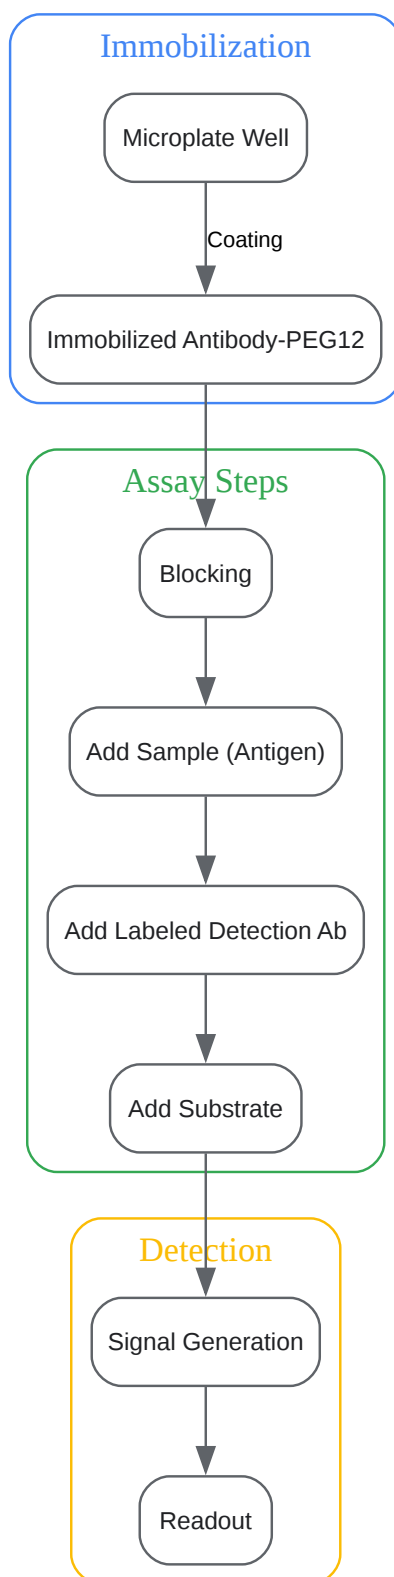 Immobilization
Microplate Well
Coating
Immobilized Antibody-PEG12
Assay Steps
Blocking
Add Sample (Antigen)
Add Labeled Detection Ab
Add Substrate
Detection
Signal Generation
Readout